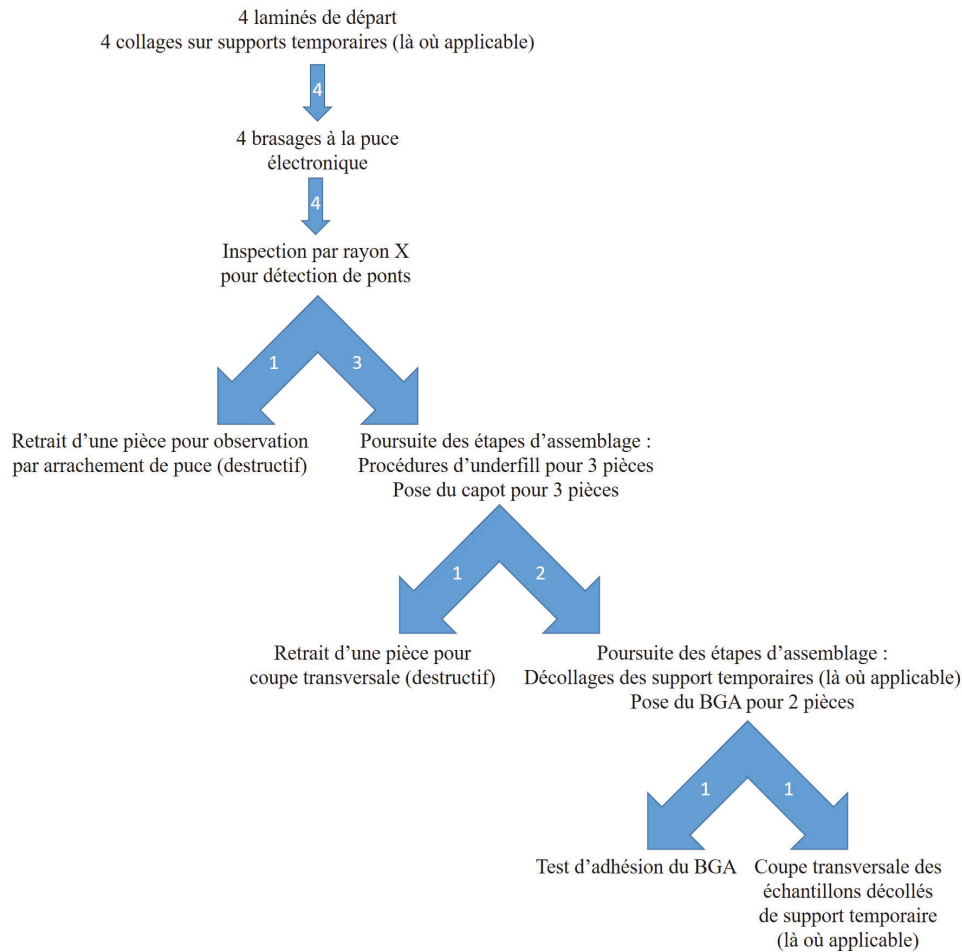 4 laminés de départ
4 collages sur supports temporaires (là où applicable)
4
4 brasages à la puce
électronique
4
Inspection par rayon X
pour détection de ponts
1
3
Retrait d'une pièce pour observation
par arrachement de puce (destructif)
Poursuite des étapes d'assemblage :
Procédures d'underfill pour 3 pièces
Pose du capot pour 3 pièces
1
2
Retrait d'une pièce pour
coupe transversale (destructif)
Poursuite des étapes d'assemblage :
Décollages des support temporaires (là où applicable)
Pose du BGA pour 2 pièces
1
1
Test d'adhésion du BGA
Coupe transversale des
échantillons décollés
de support temporaire
(là où applicable)